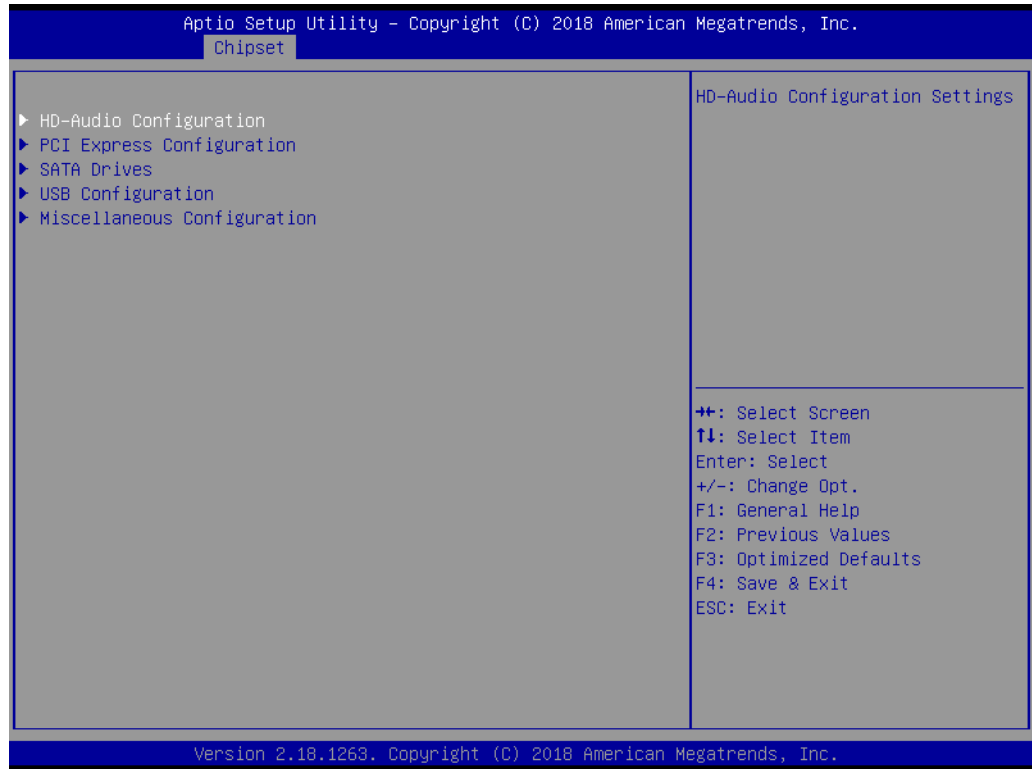 Aptio Setup Utility – Copyright (C) 2018 American Megatrends, Inc.
Chipset
▶ HD-Audio Configuration
▶ PCI Express Configuration
▶ SATA Drives
▶ USB Configuration
▶ Miscellaneous Configuration
HD-Audio Configuration Settings
→←: Select Screen
↑↓: Select Item
Enter: Select
+/-: Change Opt.
F1: General Help
F2: Previous Values
F3: Optimized Defaults
F4: Save & Exit
ESC: Exit
Version 2.18.1263. Copyright (C) 2018 American Megatrends, Inc.